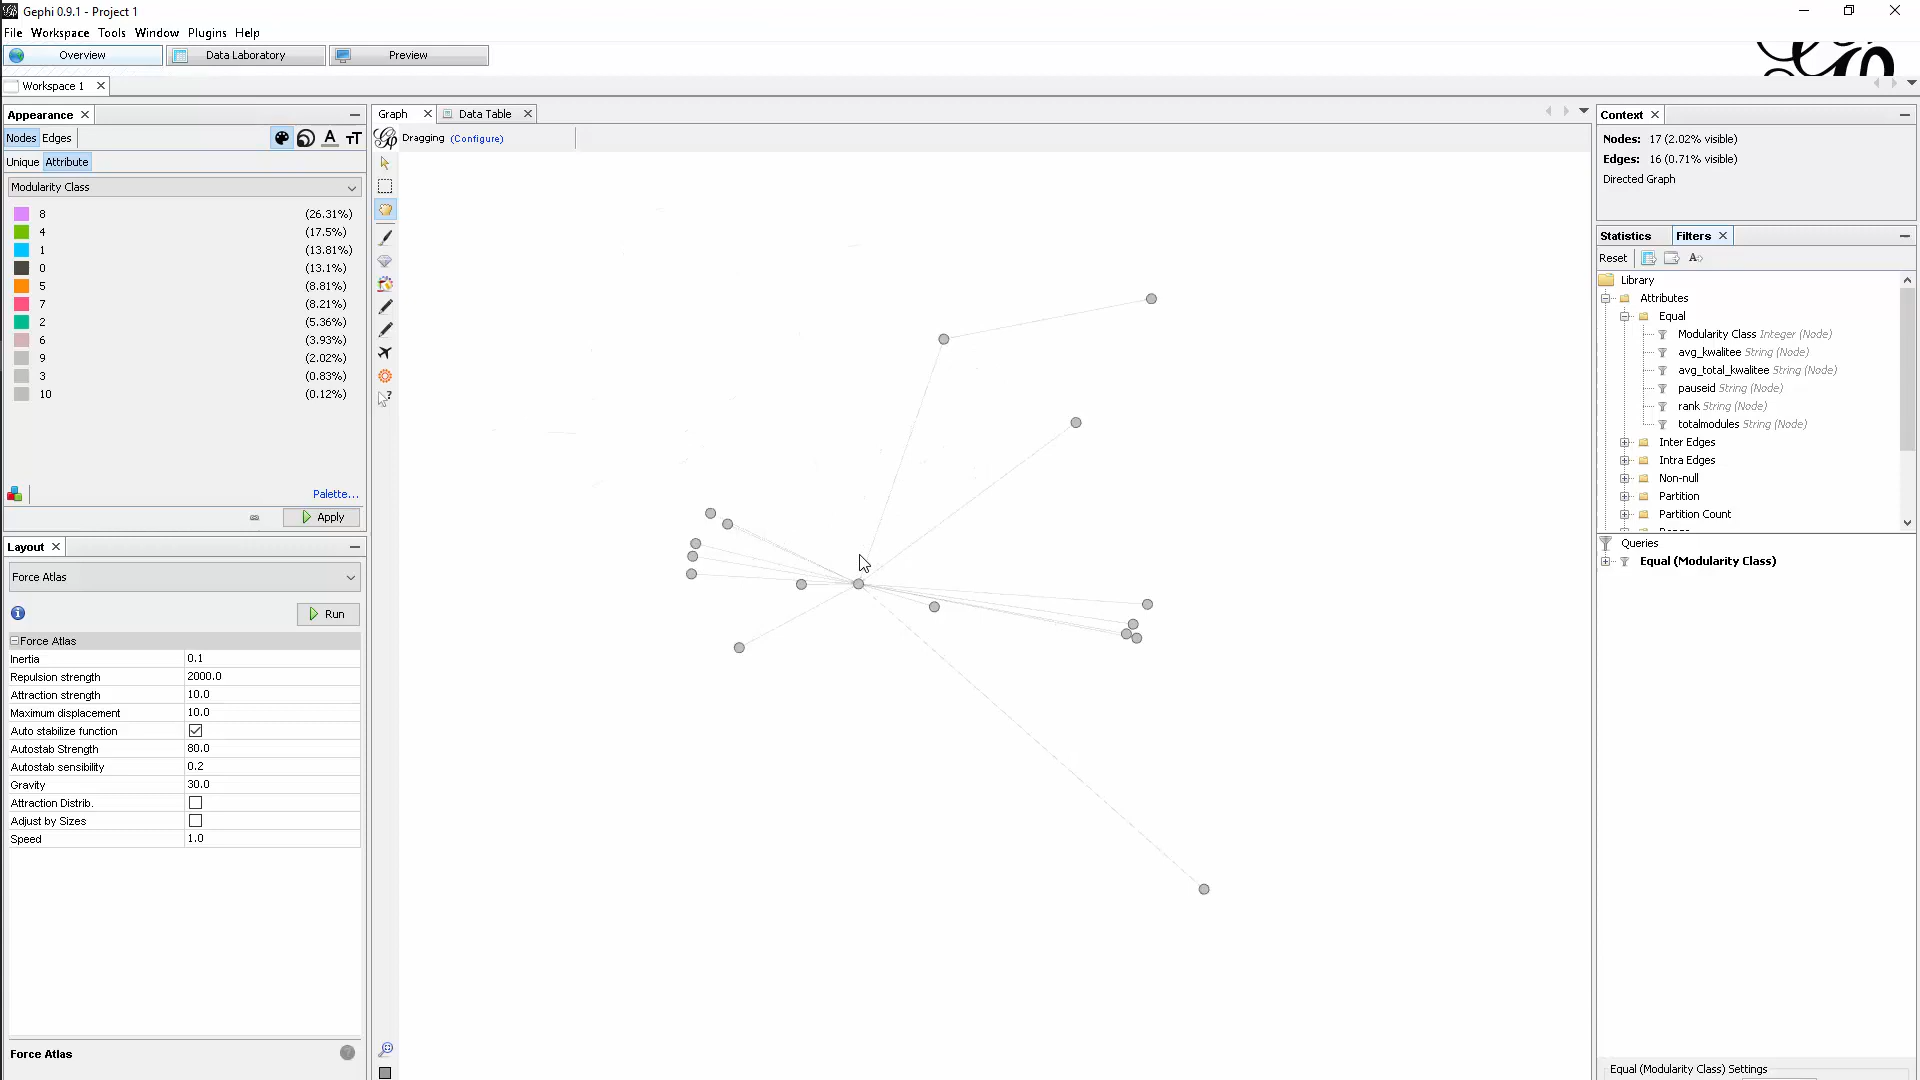 Gephi 0.9.1 - Project 1
File Workspace Tools Window Plugins Help
Overview Data Laboratory Preview
Workspace 1
Appearance
Nodes Edges
Unique Attribute
Modularity Class
8 (26.31%)
4 (17.5%)
1 (13.81%)
0 (13.1%)
5 (8.81%)
7 (8.21%)
2 (5.36%)
6 (3.93%)
9 (2.02%)
3 (0.83%)
10 (0.12%)
Palette...
Apply
Layout
Force Atlas
Run
Force Atlas
Inertia 0.1
Repulsion strength 2000.0
Attraction strength 10.0
Maximum displacement 10.0
Auto stabilize function
Autostab Strength 80.0
Autostab sensibility 0.2
Gravity 30.0
Attraction Distrib.
Adjust by Sizes
Speed 1.0
Force Atlas
Graph Data Table
Dragging (Configure)
Context
Nodes: 17 (2.02% visible)
Edges: 16 (0.71% visible)
Directed Graph
Statistics Filters
Reset
Library
Attributes
Equal
Modularity Class Integer (Node)
avg_kwalitee String (Node)
avg_total_kwalitee String (Node)
pauseid String (Node)
rank String (Node)
totalmodules String (Node)
Inter Edges
Intra Edges
Non-null
Partition
Partition Count
Queries
Equal (Modularity Class)
Equal (Modularity Class) Settings